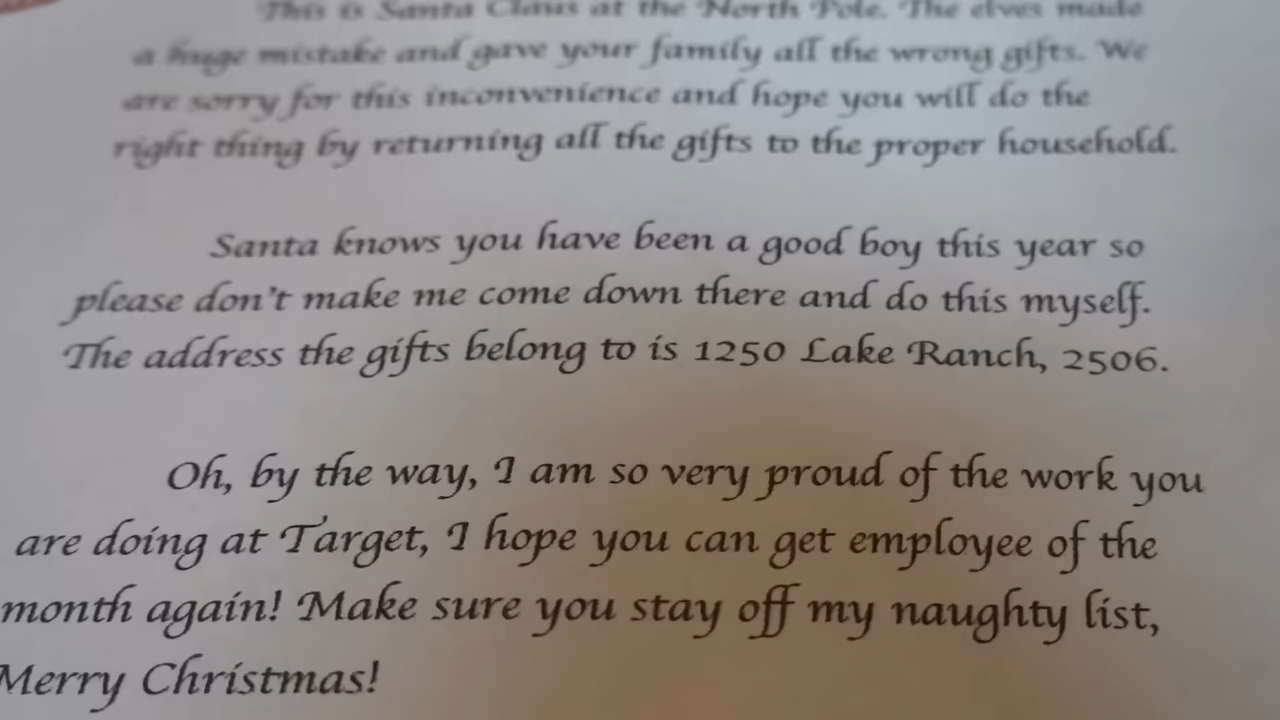 This is Santa Claus at the North Pole. The elves made
a huge mistake and gave your family all the wrong gifts. We
are sorry for this inconvenience and hope you will do the
right thing by returning all the gifts to the proper household.
Santa knows you have been a good boy this year so
please don't make me come down there and do this myself.
The address the gifts belong to is 1250 Lake Ranch, 2506.
Oh, by the way, I am so very proud of the work you
are doing at Target, I hope you can get employee of the
month again! Make sure you stay off my naughty list,
Merry Christmas!